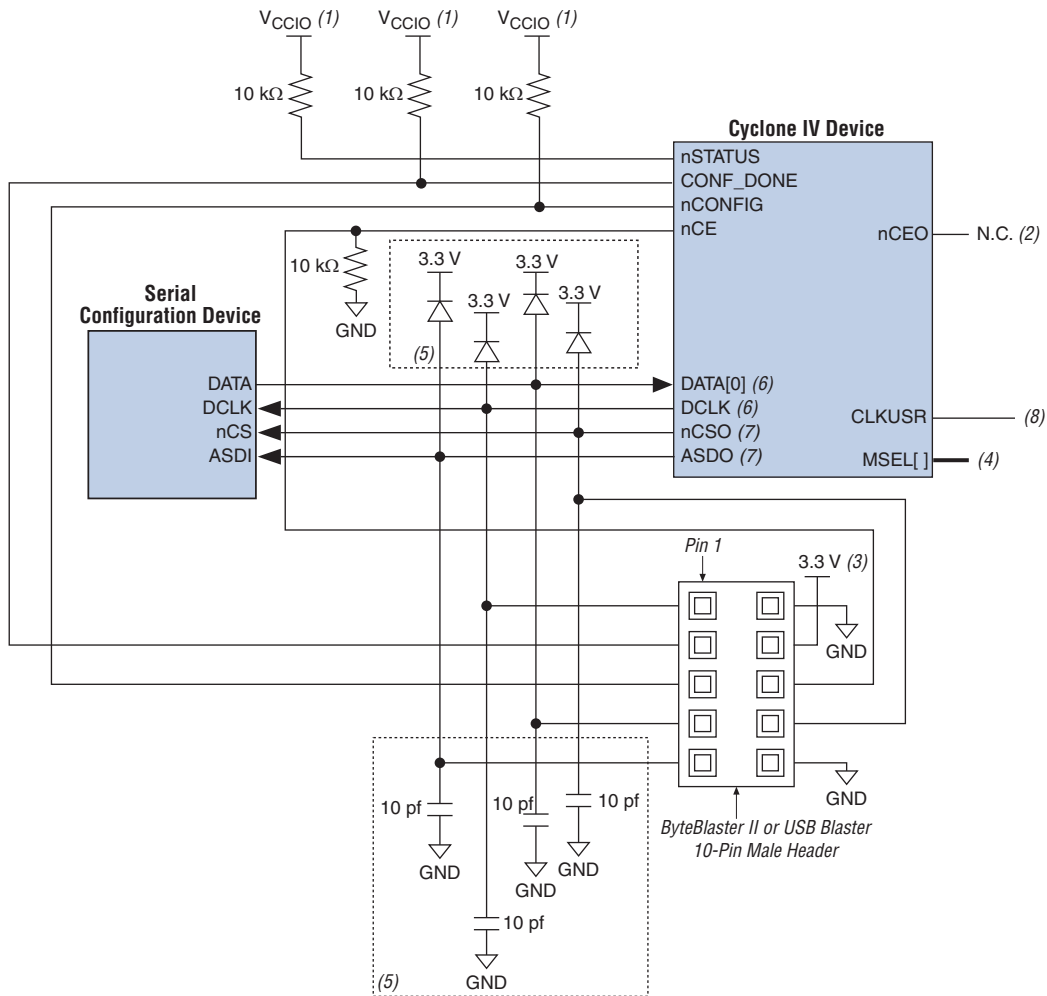 V_CCIO (1)
V_CCIO (1)
V_CCIO (1)
10 kΩ
10 kΩ
10 kΩ
Cyclone IV Device
nSTATUS
CONF_DONE
nCONFIG
nCE
nCEO
N.C. (2)
10 kΩ
GND
3.3 V
3.3 V
3.3 V
3.3 V
(5)
Serial
Configuration Device
DATA
DCLK
nCS
ASDI
DATA[0] (6)
DCLK (6)
nCSO (7)
ASDO (7)
CLKUSR
(8)
MSEL[ ]
(4)
Pin 1
3.3 V (3)
GND
GND
10 pf
10 pf
10 pf
GND
GND
GND
10 pf
GND
(5)
ByteBlaster II or USB Blaster
10-Pin Male Header